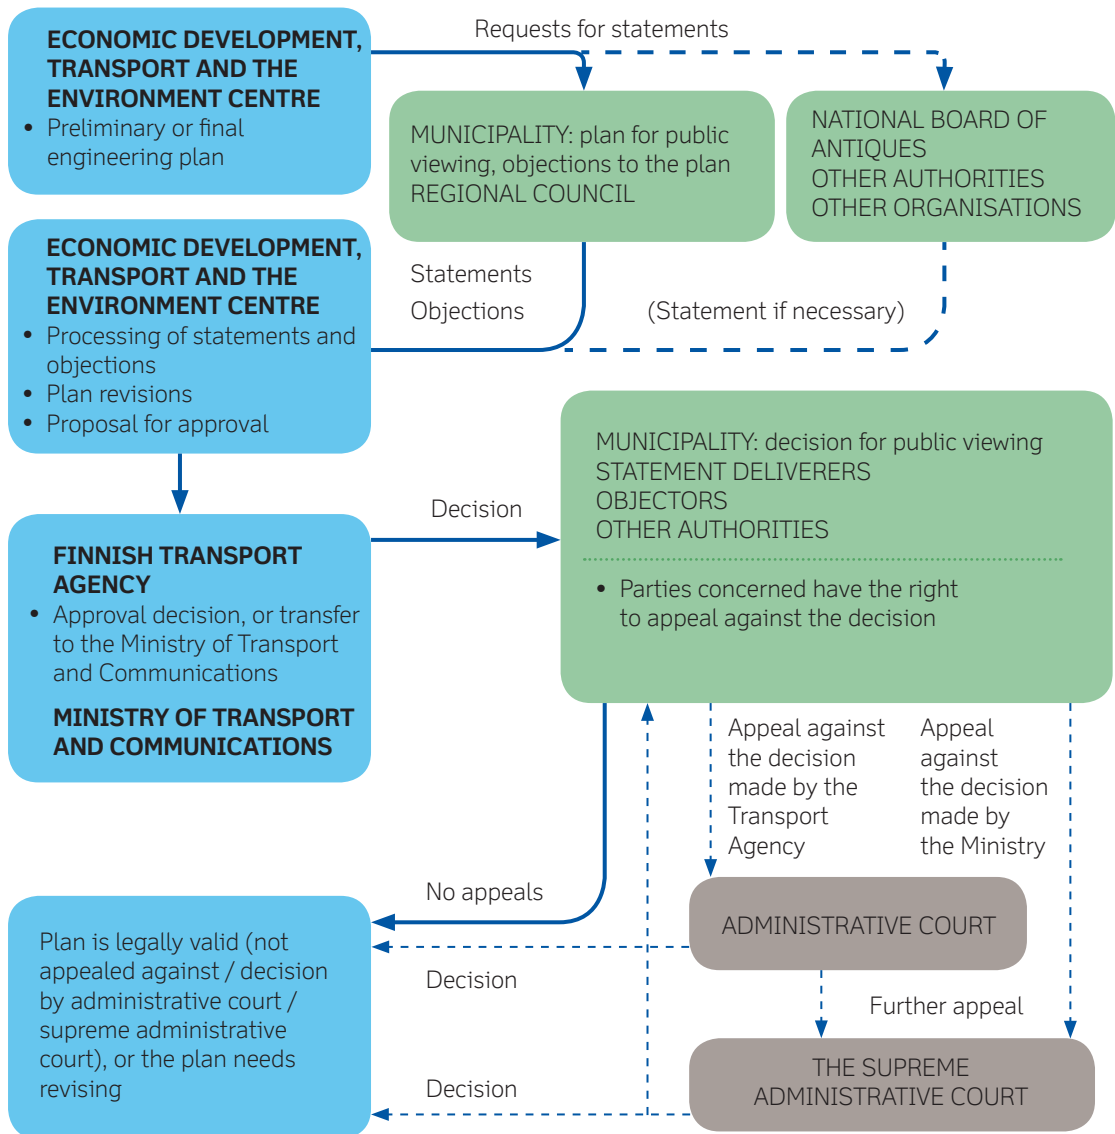 ECONOMIC DEVELOPMENT,
TRANSPORT AND THE
ENVIRONMENT CENTRE
• Preliminary or final
engineering plan
Requests for statements
MUNICIPALITY: plan for public
viewing, objections to the plan
REGIONAL COUNCIL
NATIONAL BOARD OF
ANTIQUES
OTHER AUTHORITIES
OTHER ORGANISATIONS
ECONOMIC DEVELOPMENT,
TRANSPORT AND THE
ENVIRONMENT CENTRE
• Processing of statements and
objections
• Plan revisions
• Proposal for approval
Statements
Objections
(Statement if necessary)
FINNISH TRANSPORT
AGENCY
• Approval decision, or transfer
to the Ministry of Transport
and Communications
MINISTRY OF TRANSPORT
AND COMMUNICATIONS
Decision
MUNICIPALITY: decision for public viewing
STATEMENT DELIVERERS
OBJECTORS
OTHER AUTHORITIES
• Parties concerned have the right
to appeal against the decision
Appeal against
the decision
made by the
Transport
Agency
Appeal
against
the decision
made by
the Ministry
No appeals
ADMINISTRATIVE COURT
Decision
Further appeal
THE SUPREME
ADMINISTRATIVE COURT
Decision
Plan is legally valid (not
appealed against / decision
by administrative court /
supreme administrative
court), or the plan needs
revising